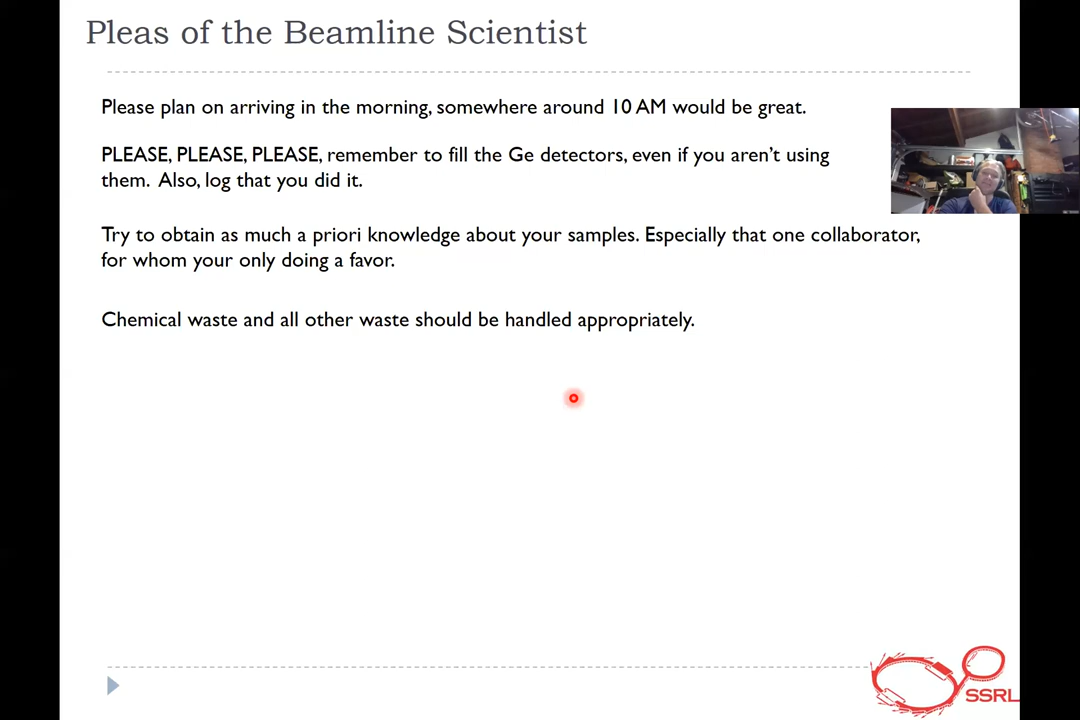 Pleas of the Beamline Scientist
Please plan on arriving in the morning, somewhere around 10 AM would be great.
PLEASE, PLEASE, PLEASE, remember to fill the Ge detectors, even if you aren't using
them. Also, log that you did it.
Try to obtain as much a priori knowledge about your samples. Especially that one collaborator,
for whom your only doing a favor.
Chemical waste and all other waste should be handled appropriately.
SSRL